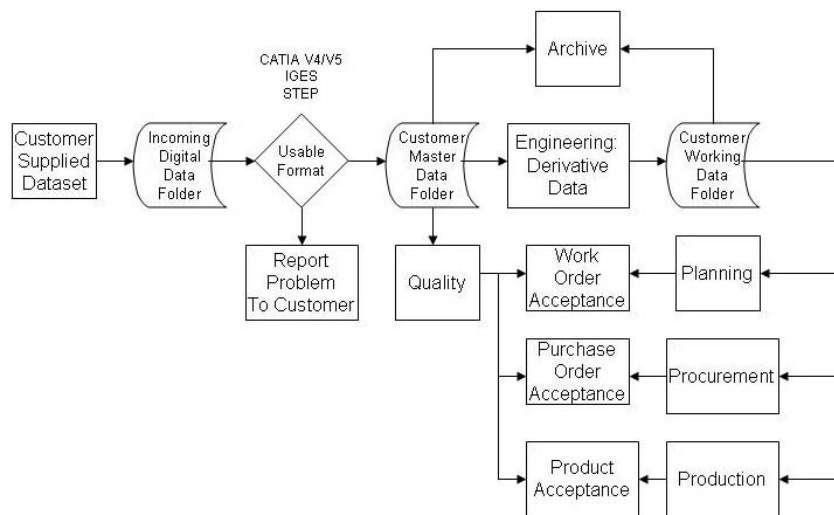 CATIA V4/V5
IGES
STEP
Archive
Customer
Supplied
Dataset
Incoming
Digital
Data
Folder
Usable
Format
Customer
Master
Data
Folder
Engineering:
Derivative
Data
Customer
Working
Data
Folder
Report
Problem
To Customer
Quality
Work
Order
Acceptance
Planning
Purchase
Order
Acceptance
Procurement
Product
Acceptance
Production